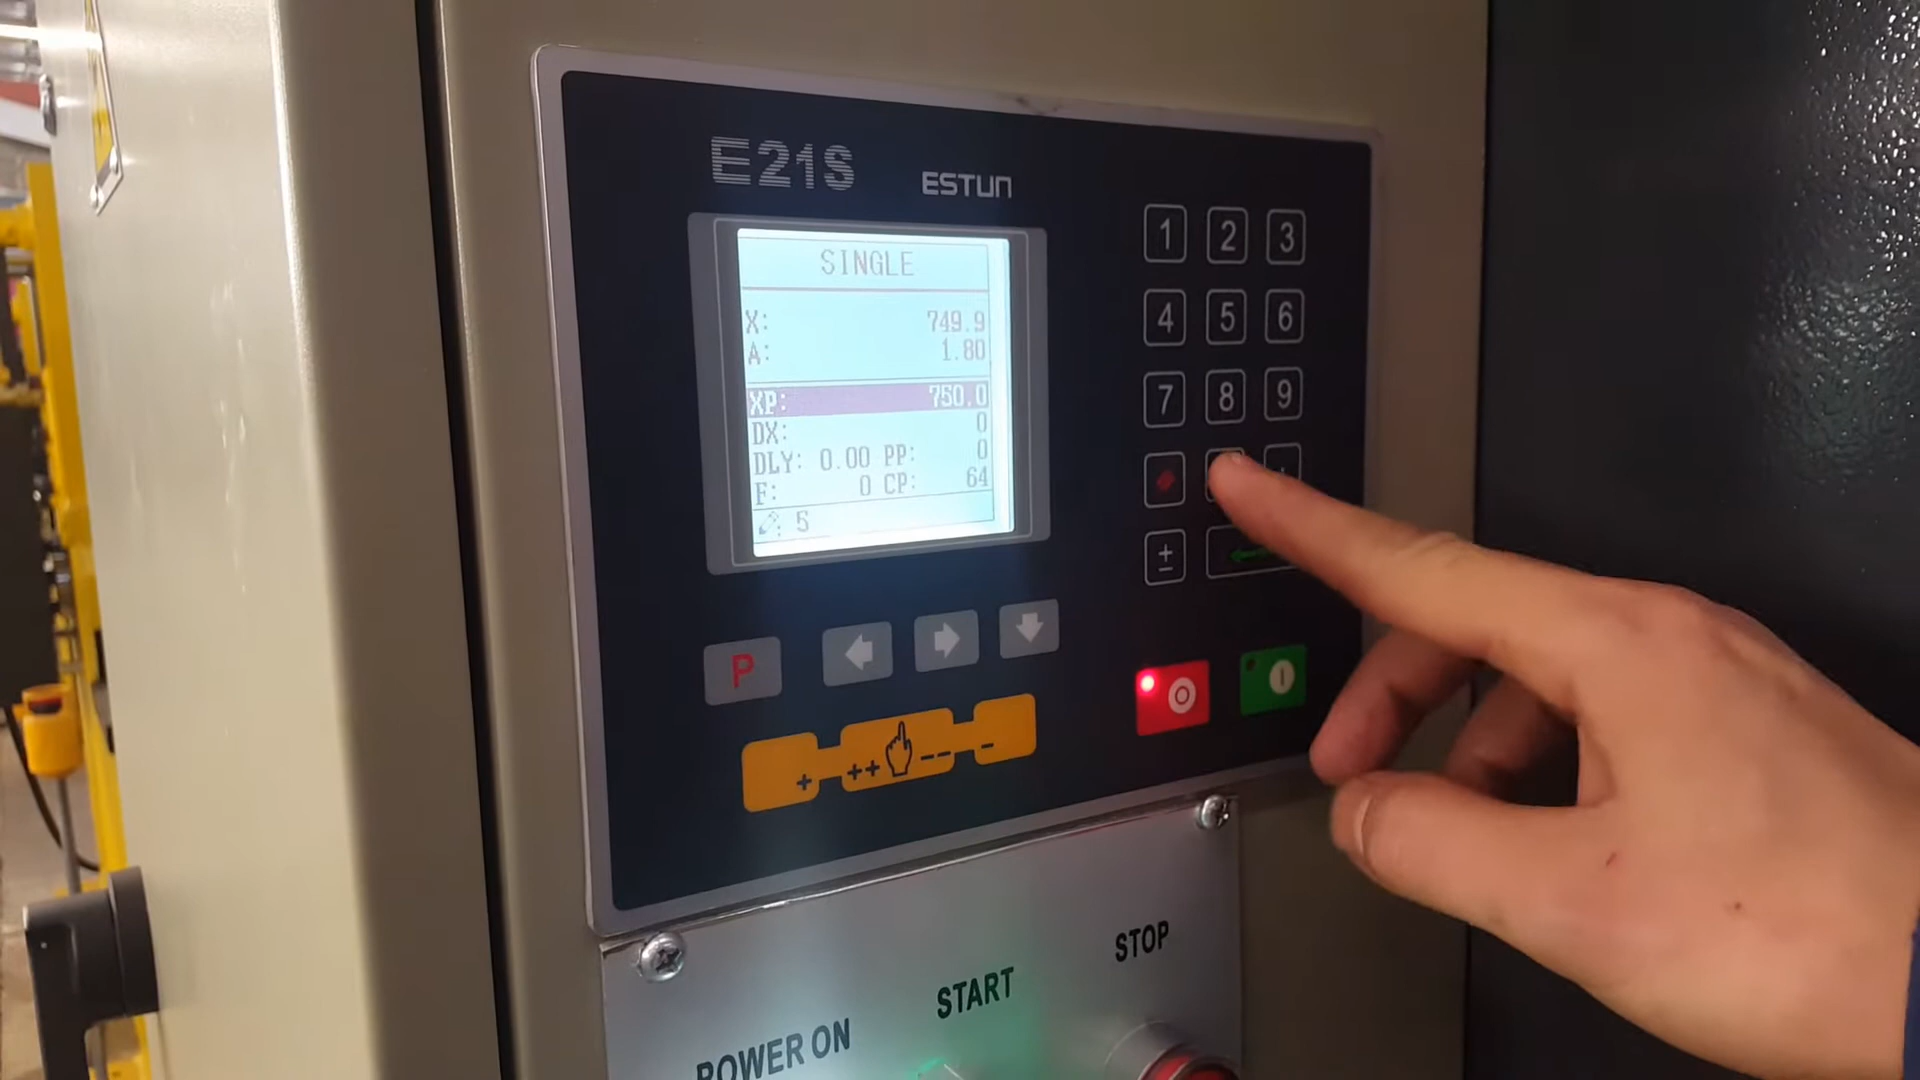 E21S ESTUN
SINGLE
X: 749.9
A: 1.80
XP: 750.0
DX: 0
DLY: 0.00 PP: 0
F: 0 CP: 64
: 5
1 2 3
4 5 6
7 8 9
±
P
+ ++ -- -
STOP
START
POWER ON